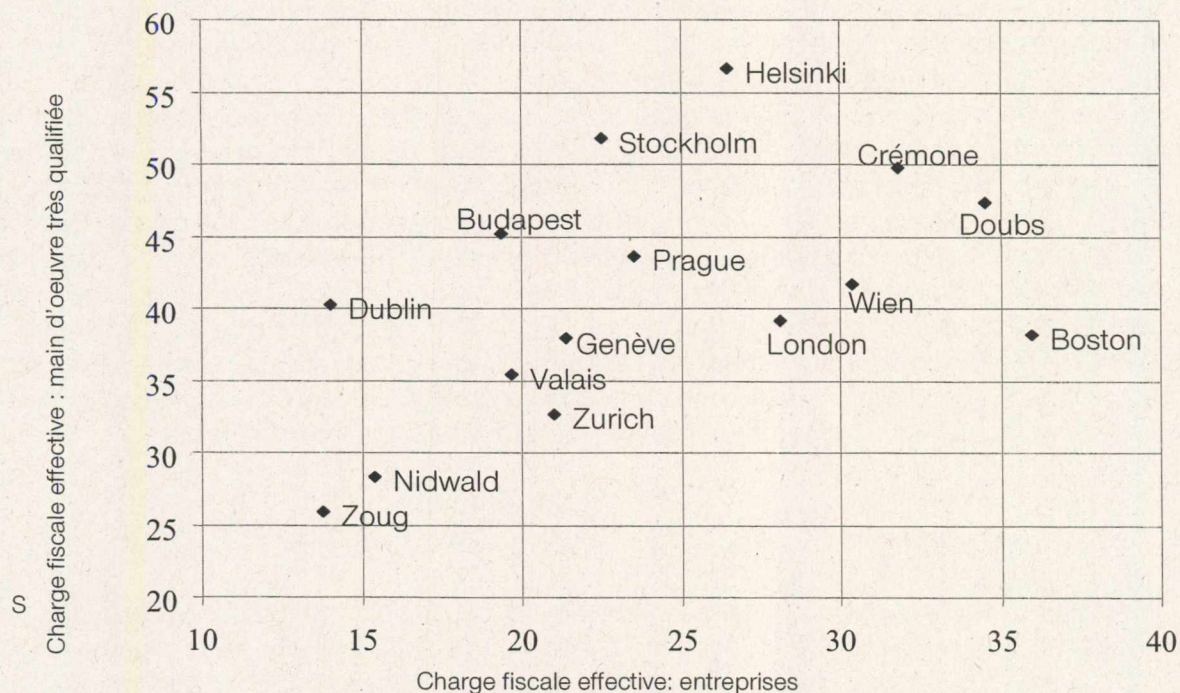 60
55
50
45
40
35
30
25
20
10 15 20 25 30 35 40
Charge fiscale effective : main d'oeuvre très qualifiée
Charge fiscale effective: entreprises
Helsinki
Stockholm
Crémone
Doubs
Budapest
Prague
Wien
Dublin
Genève
London
Boston
Valais
Zurich
Nidwald
Zoug
S